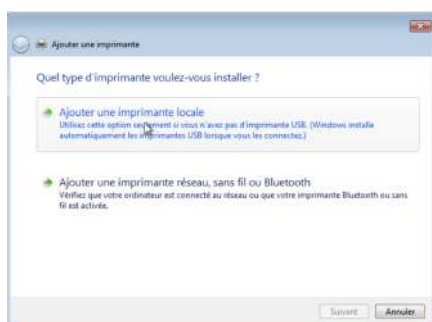 Ajouter une imprimante
Quel type d'imprimante voulez-vous installer ?
Ajouter une imprimante locale
Utilisez cette option seulement si vous n'avez pas d'imprimante USB. (Windows installe
automatiquement les imprimantes USB lorsque vous les connectez.)
Ajouter une imprimante réseau, sans fil ou Bluetooth
Vérifiez que votre ordinateur est connecté au réseau ou que votre imprimante Bluetooth ou sans
fil est activée.
Suivant Annuler